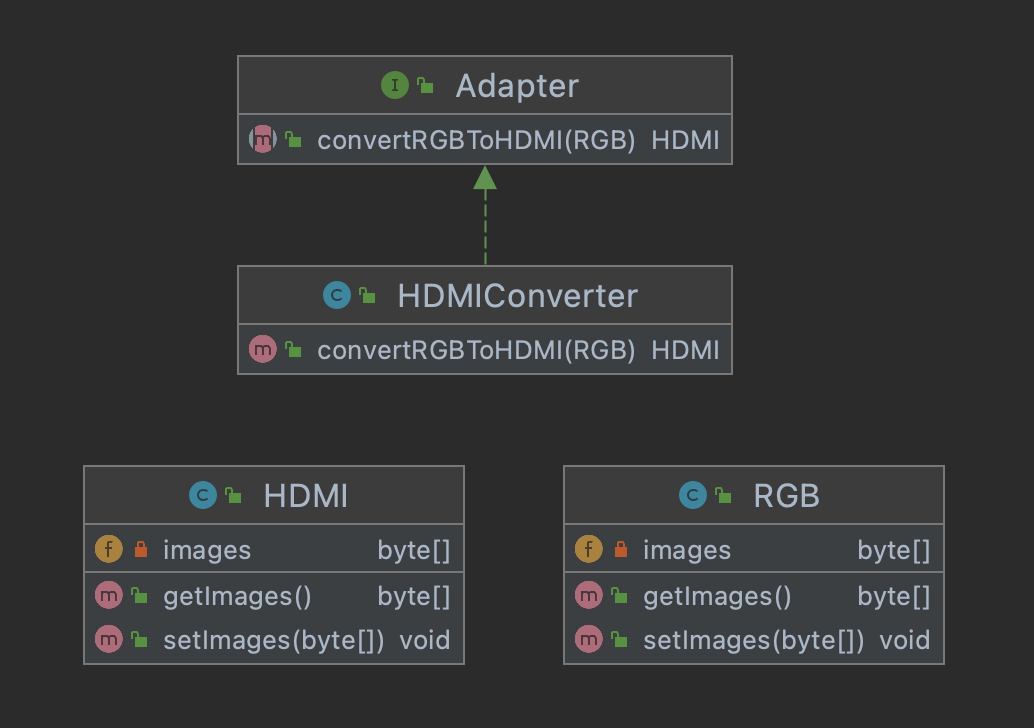 I Adapter
m convertRGBToHDMI(RGB) HDMI
C HDMIConverter
m convertRGBToHDMI(RGB) HDMI
C HDMI
f images byte[]
m getImages() byte[]
m setImages(byte[]) void
C RGB
f images byte[]
m getImages() byte[]
m setImages(byte[]) void